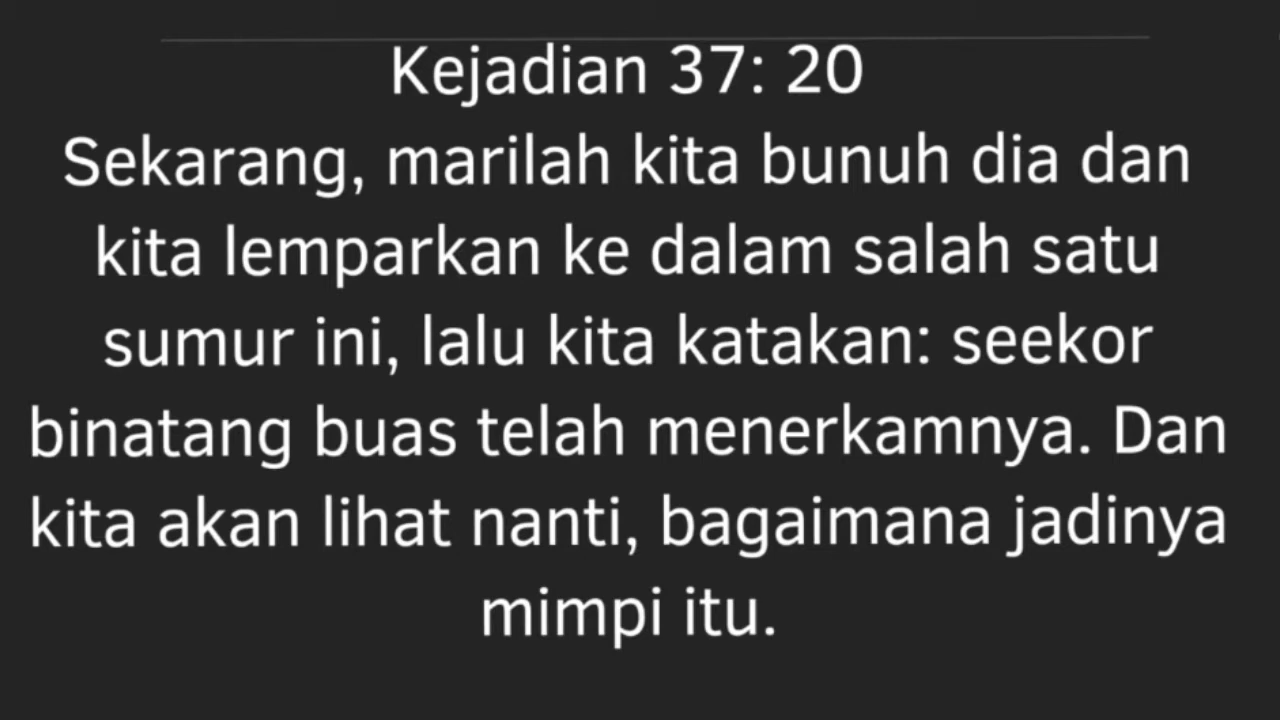 Kejadian 37: 20
Sekarang, marilah kita bunuh dia dan
kita lemparkan ke dalam salah satu
sumur ini, lalu kita katakan: seekor
binatang buas telah menerkamnya. Dan
kita akan lihat nanti, bagaimana jadinya
mimpi itu.